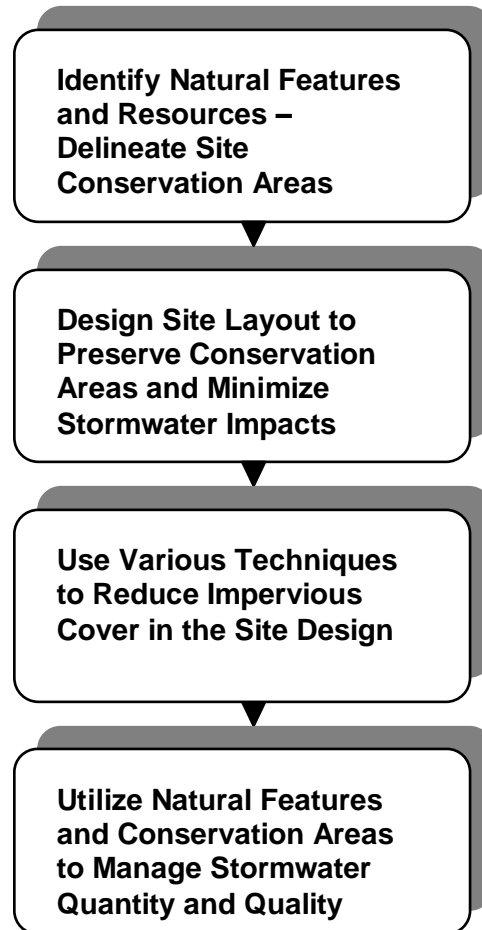 Identify Natural Features
and Resources –
Delineate Site
Conservation Areas
Design Site Layout to
Preserve Conservation
Areas and Minimize
Stormwater Impacts
Use Various Techniques
to Reduce Impervious
Cover in the Site Design
Utilize Natural Features
and Conservation Areas
to Manage Stormwater
Quantity and Quality